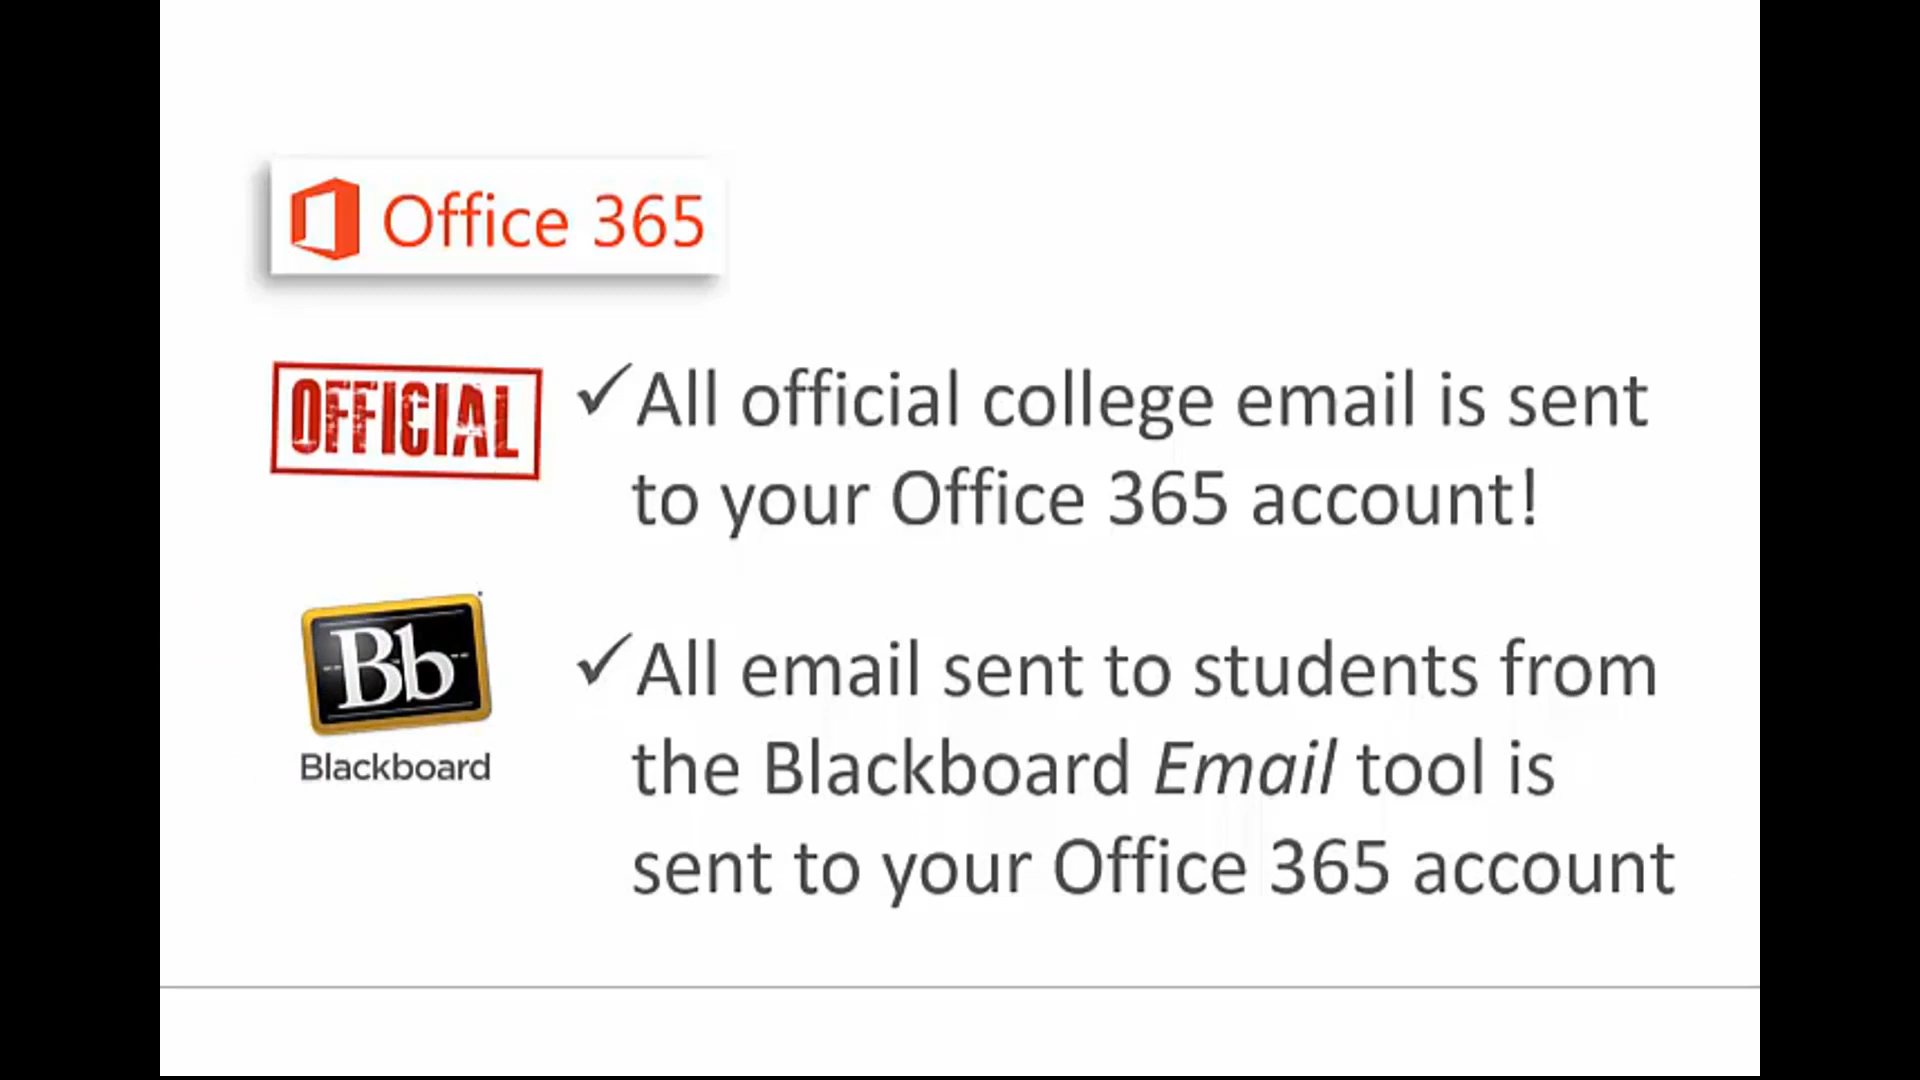 Office 365
OFFICIAL
✓All official college email is sent
to your Office 365 account!
Bb
Blackboard
✓All email sent to students from
the Blackboard Email tool is
sent to your Office 365 account